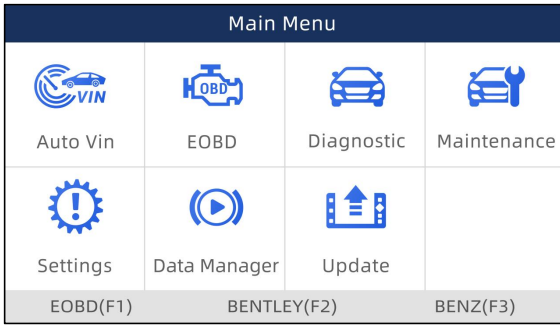 Main Menu
VIN
OBD
Auto Vin
EOBD
Diagnostic
Maintenance
Settings
Data Manager
Update
EOBD(F1)
BENTLEY(F2)
BENZ(F3)